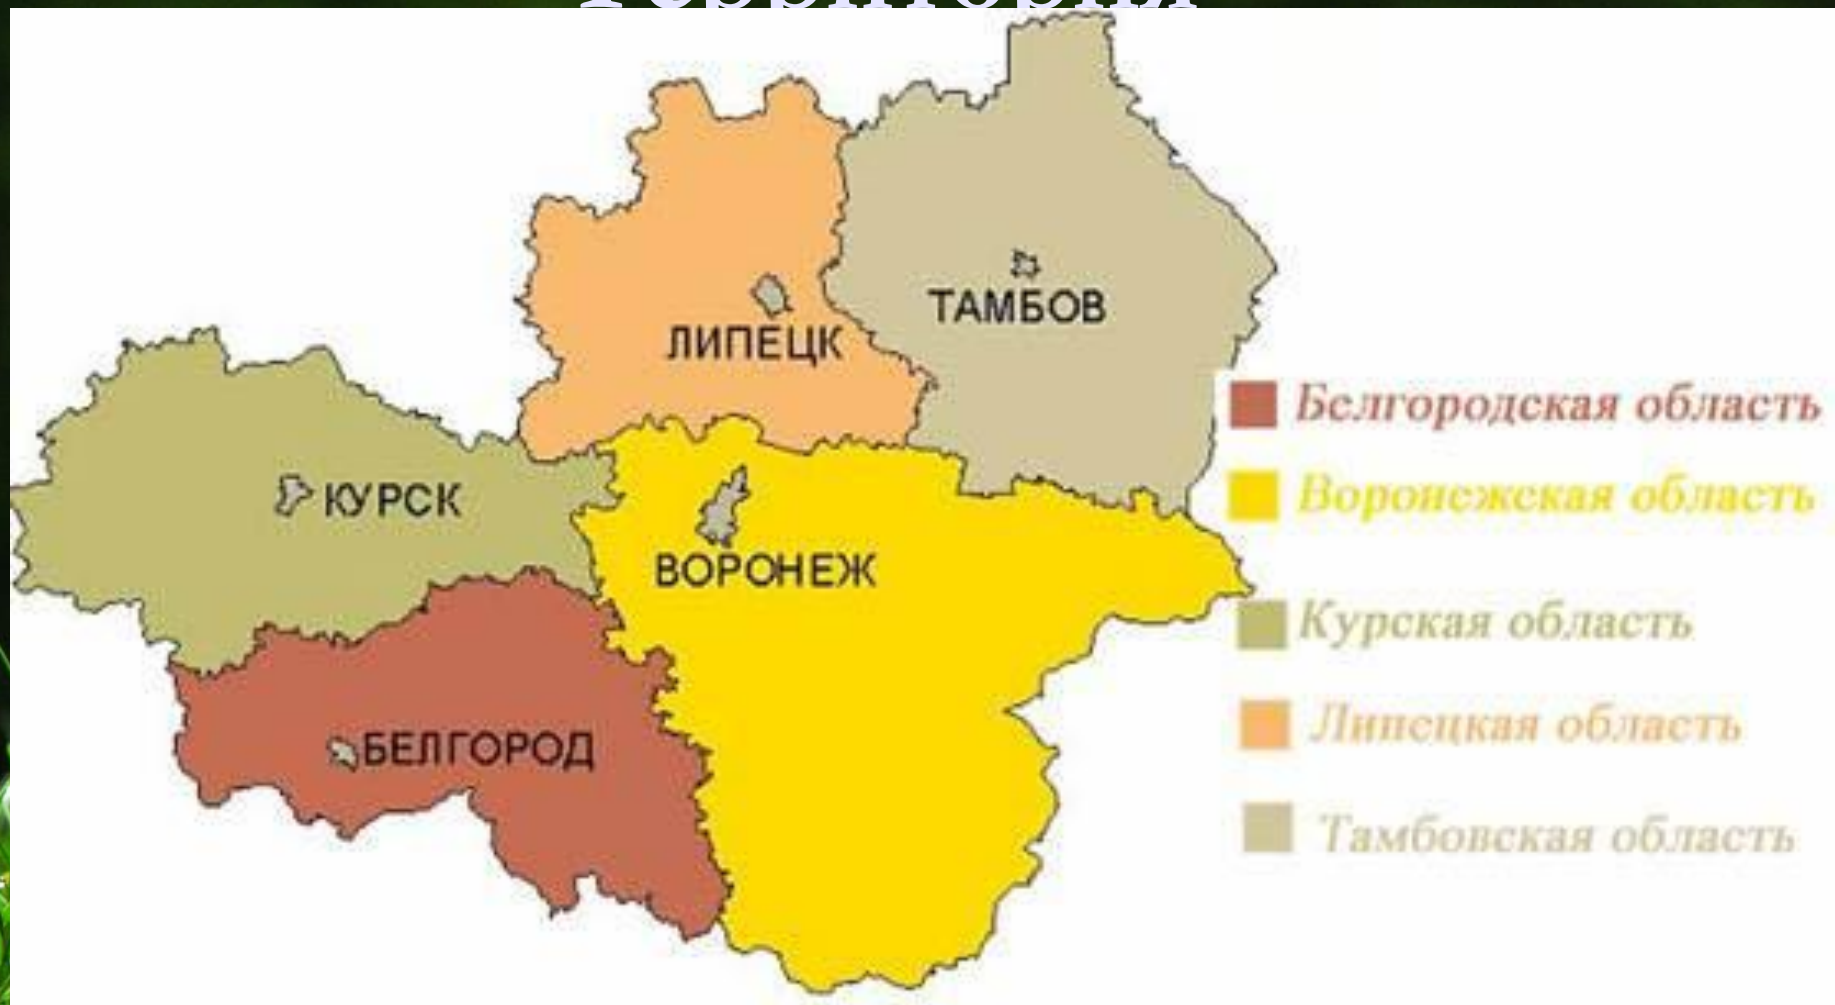 ЛИПЕЦК
ТАМБОВ
КУРСК
ВОРОНЕЖ
БЕЛГОРОД
Белгородская область
Воронежская область
Курская область
Липецкая область
Тамбовская область